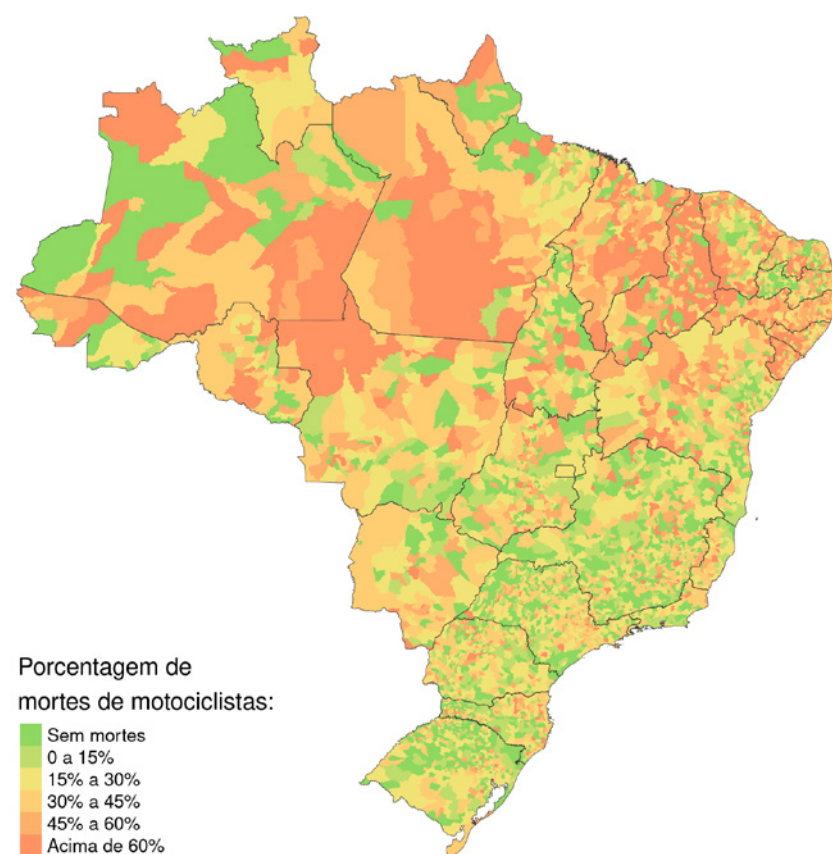 Porcentagem de
mortes de motociclistas:
Sem mortes
0 a 15%
15% a 30%
30% a 45%
45% a 60%
Acima de 60%